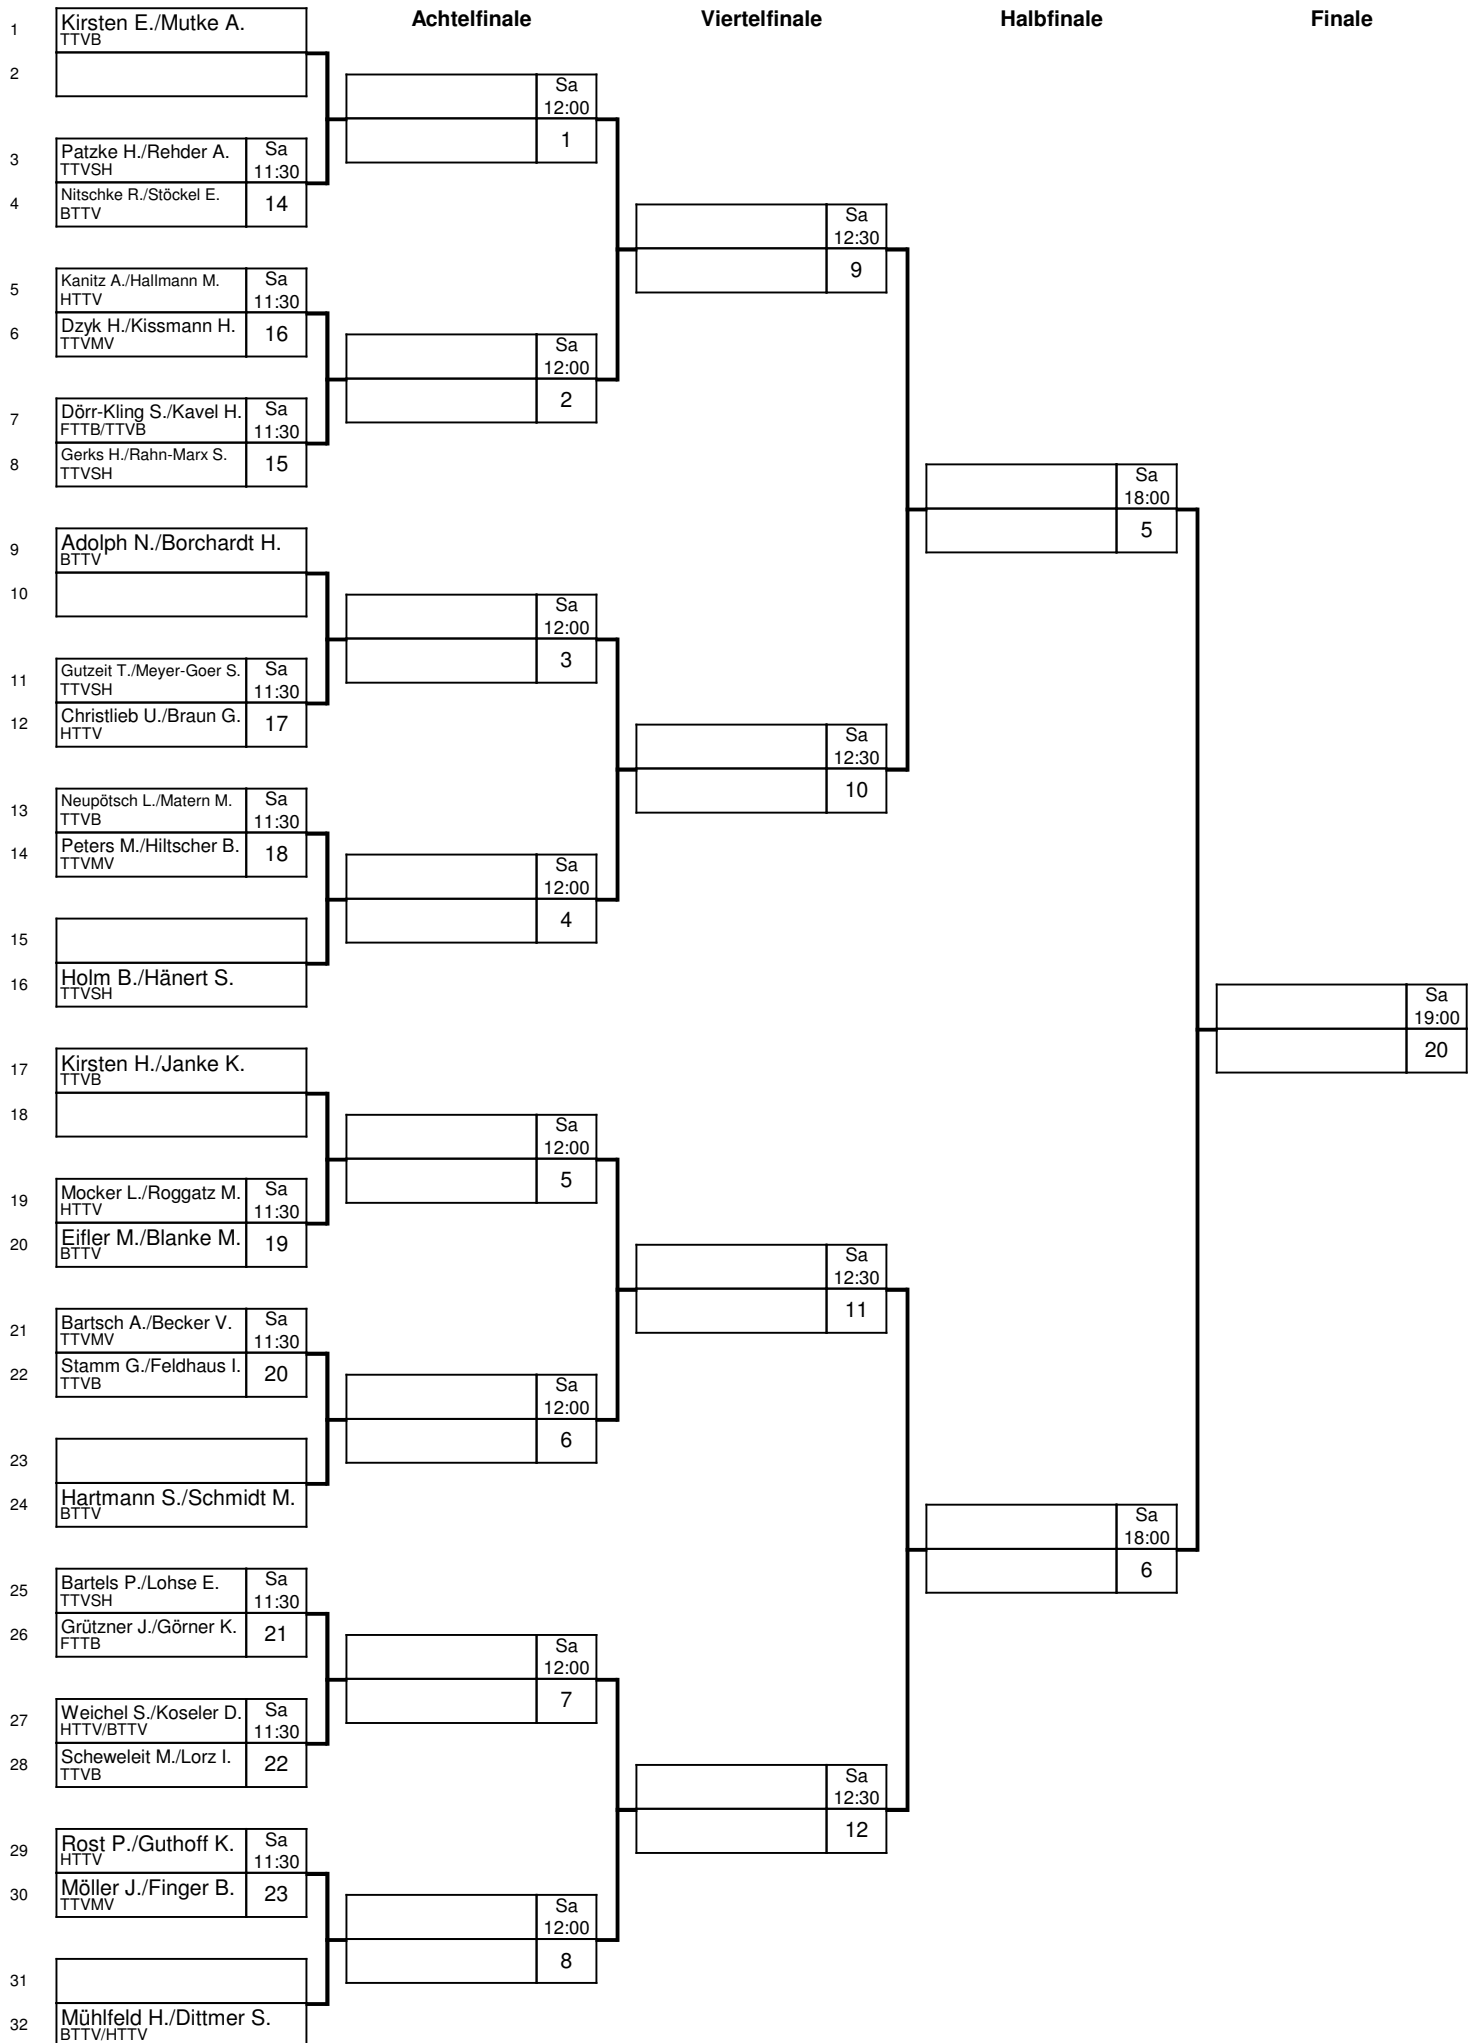 Achtelfinale
Viertelfinale
Halbfinale
Finale
1
Kirsten E./Mutke A.
TTVB
2
3
Patzke H./Rehder A.
TTVSH
Sa
11:30
4
Nitschke R./Stöckel E.
BTTV
14
5
Kanitz A./Hallmann M.
HTTV
Sa
11:30
6
Dzyk H./Kissmann H.
TTVMV
16
7
Dörr-Kling S./Kavel H.
FTTB/TTVB
Sa
11:30
8
Gerks H./Rahn-Marx S.
TTVSH
15
9
Adolph N./Borchardt H.
BTTV
10
11
Gutzeit T./Meyer-Goer S.
TTVSH
Sa
11:30
12
Christlieb U./Braun G.
HTTV
17
13
Neupötsch L./Matern M.
TTVB
Sa
11:30
14
Peters M./Hiltscher B.
TTVMV
18
15
16
Holm B./Hänert S.
TTVSH
17
Kirsten H./Janke K.
TTVB
18
19
Mocker L./Roggatz M.
HTTV
Sa
11:30
20
Eifler M./Blanke M.
BTTV
19
21
Bartsch A./Becker V.
TTVMV
Sa
11:30
22
Stamm G./Feldhaus I.
TTVB
20
23
24
Hartmann S./Schmidt M.
BTTV
25
Bartels P./Lohse E.
TTVSH
Sa
11:30
26
Grützner J./Görner K.
FTTB
21
27
Weichel S./Koseler D.
HTTV/BTTV
Sa
11:30
28
Scheweleit M./Lorz I.
TTVB
22
29
Rost P./Guthoff K.
HTTV
Sa
11:30
30
Möller J./Finger B.
TTVMV
23
31
32
Mühlfeld H./Dittmer S.
BTTV/HTTV
Sa
12:00
1
Sa
12:00
2
Sa
12:00
3
Sa
12:00
4
Sa
12:00
5
Sa
12:00
6
Sa
12:00
7
Sa
12:00
8
Sa
12:30
9
Sa
12:30
10
Sa
12:30
11
Sa
12:30
12
Sa
18:00
5
Sa
18:00
6
Sa
19:00
20